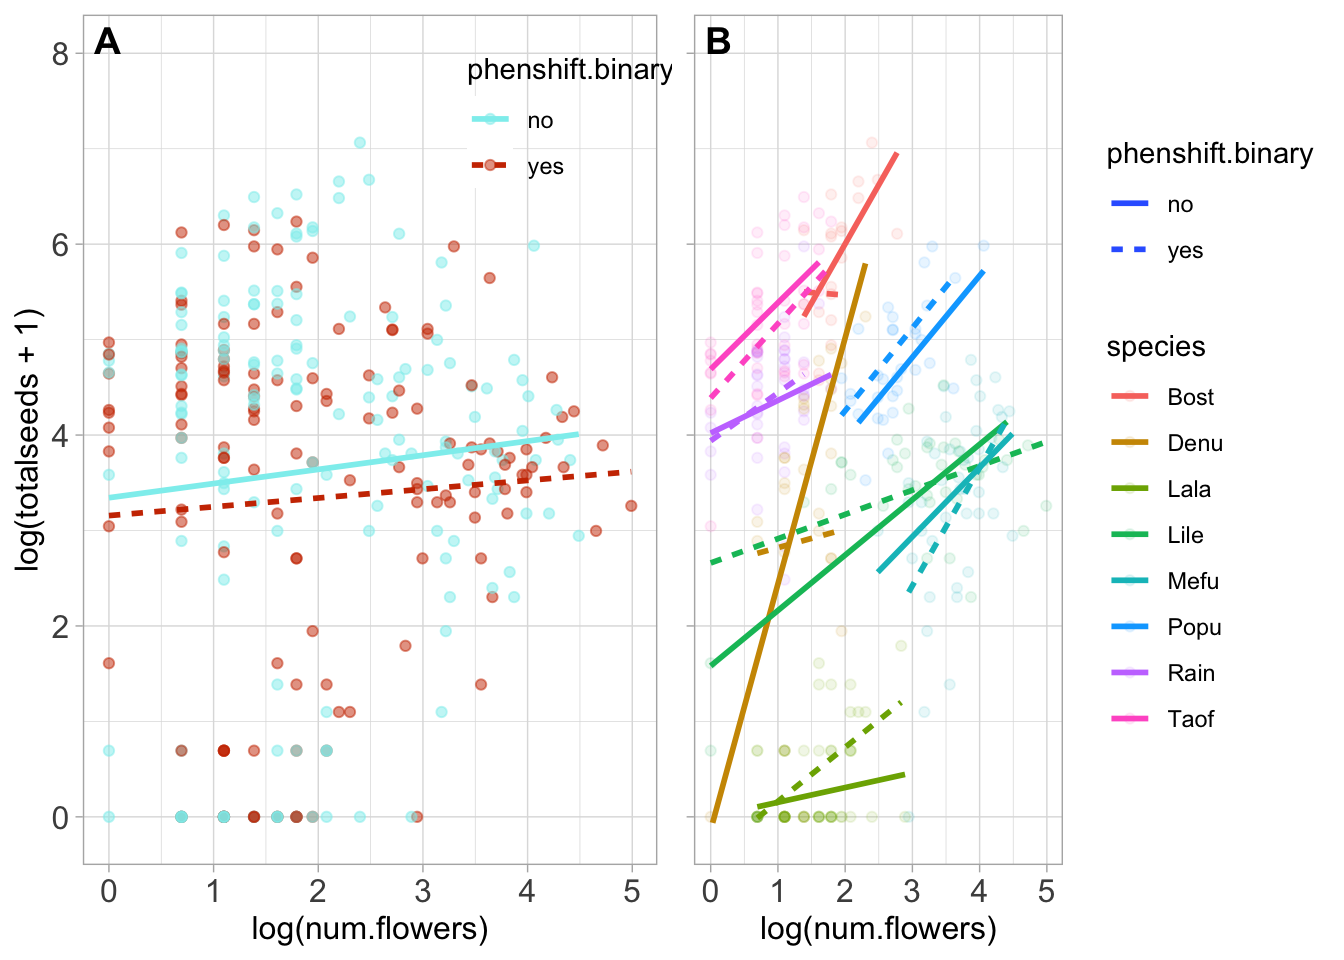 A
B
phenshift.binary
no
yes
8
6
4
2
0
log(totalseeds + 1)
0 1 2 3 4 5
log(num.flowers)
0 1 2 3 4 5
log(num.flowers)
phenshift.binary
no
yes
species
Bost
Denu
Lala
Lile
Mefu
Popu
Rain
Taof